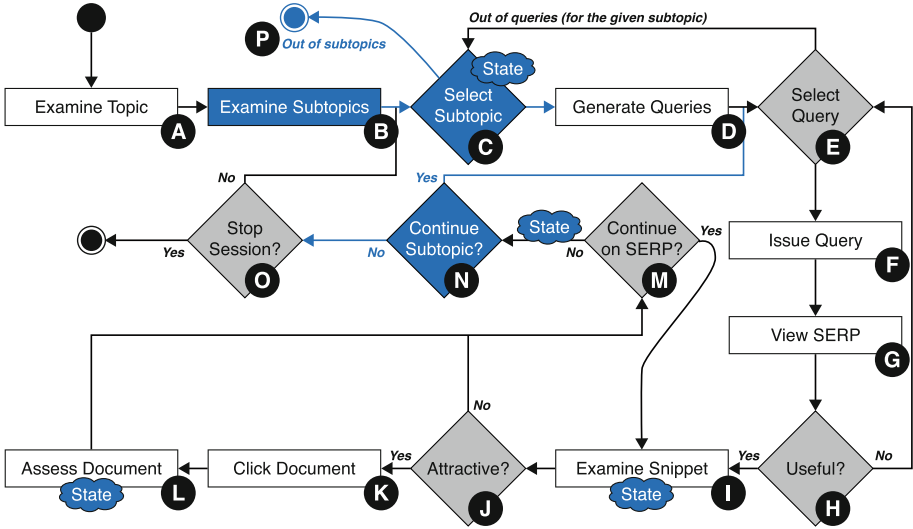 P
Out of subtopics
Out of queries (for the given subtopic)
State
Examine Topic
A
Examine Subtopics
B
Select
Subtopic
C
Generate Queries
D
Select
Query
E
No
Stop
Session?
O
Yes
Yes
Continue
Subtopic?
N
No
State
No
Continue
on SERP?
M
Yes
Issue Query
F
View SERP
G
Assess Document
L
State
Click Document
K
Yes
No
Attractive?
J
Examine Snippet
I
State
Yes
Useful?
H
No